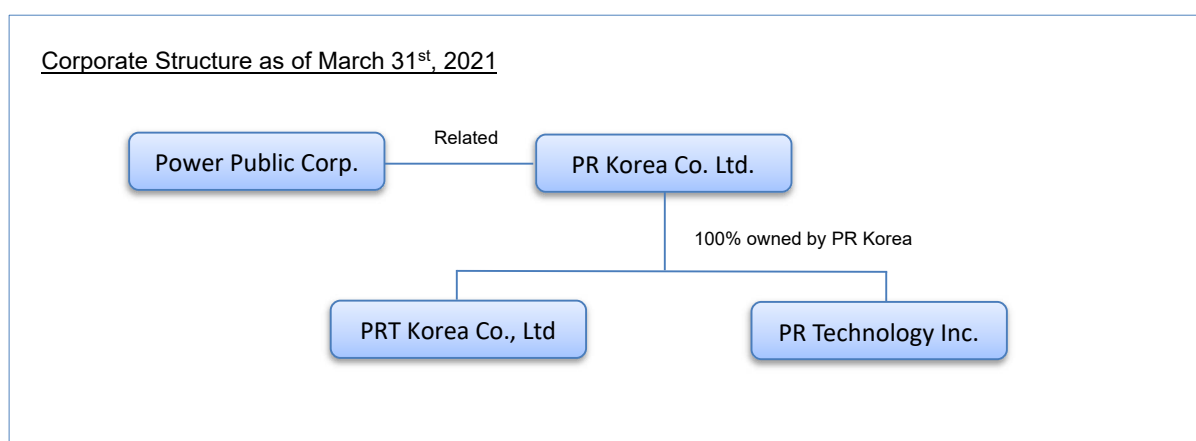 Corporate Structure as of March 31st, 2021
Related
Power Public Corp.
PR Korea Co. Ltd.
100% owned by PR Korea
PRT Korea Co., Ltd
PR Technology Inc.